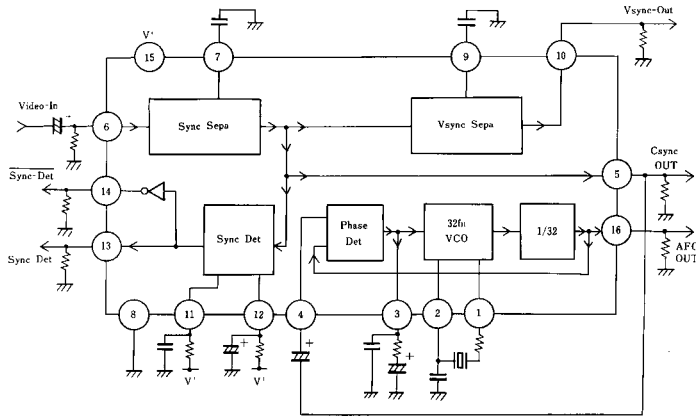 Vsync-Out
V⁺
15
7
9
10
Video-In
6
Sync Sepa
Vsync Sepa
Csync
OUT
5
Sync-Det
14
Phase
Det
32fH
VCO
1/32
16
AFC
OUT
Sync Det
13
Sync Det
8
11
12
4
3
2
1
+
+
+
V⁺
V⁺